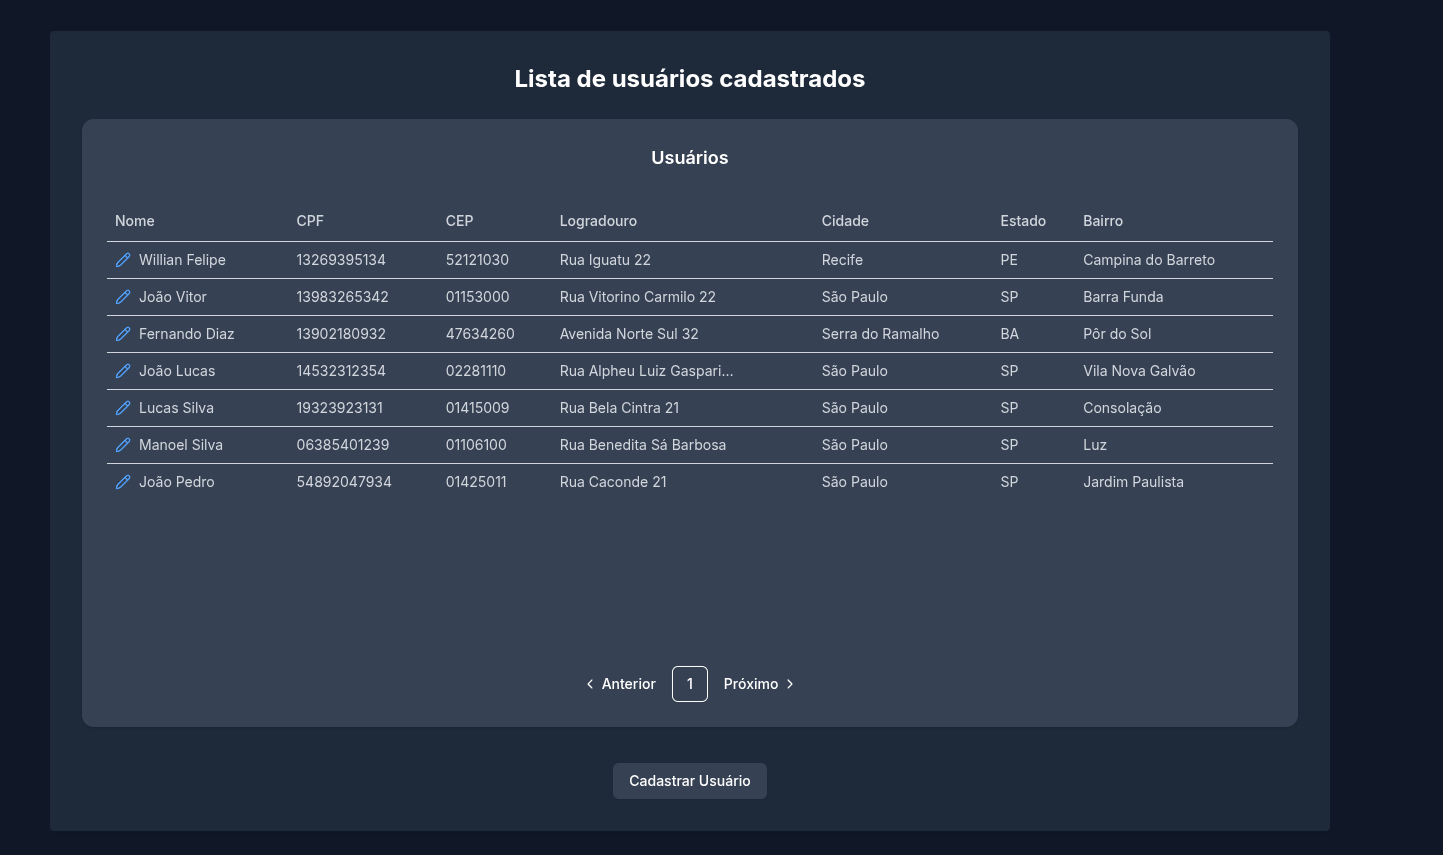 Lista de usuários cadastrados
Usuários
Nome CPF CEP Logradouro Cidade Estado Bairro
Willian Felipe 13269395134 52121030 Rua Iguatu 22 Recife PE Campina do Barreto
João Vitor 13983265342 01153000 Rua Vitorino Carmilo 22 São Paulo SP Barra Funda
Fernando Diaz 13902180932 47634260 Avenida Norte Sul 32 Serra do Ramalho BA Pôr do Sol
João Lucas 14532312354 02281110 Rua Alpheu Luiz Gaspari... São Paulo SP Vila Nova Galvão
Lucas Silva 19323923131 01415009 Rua Bela Cintra 21 São Paulo SP Consolação
Manoel Silva 06385401239 01106100 Rua Benedita Sá Barbosa São Paulo SP Luz
João Pedro 54892047934 01425011 Rua Caconde 21 São Paulo SP Jardim Paulista
Anterior 1 Próximo
Cadastrar Usuário